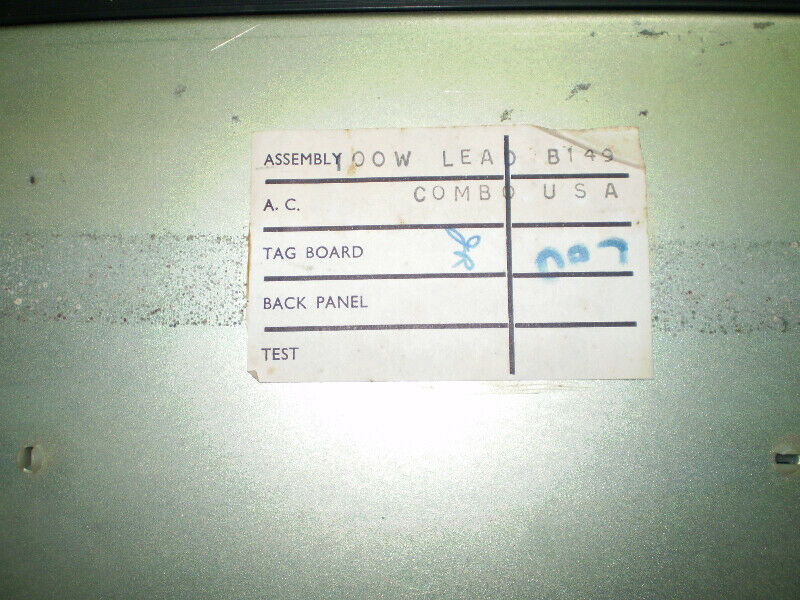 ASSEMBLY 100W LEAD B149
A. C. COMBO USA
TAG BOARD
BACK PANEL
TEST